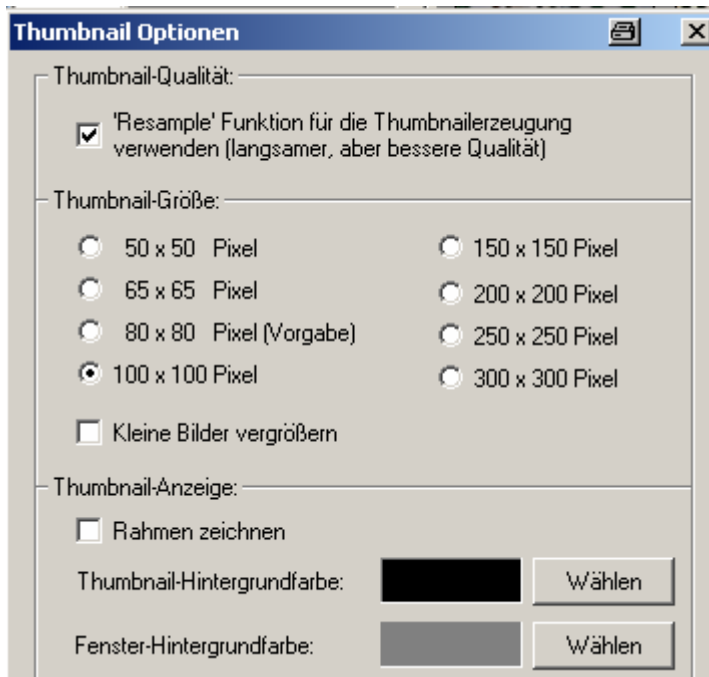 Thumbnail Optionen
Thumbnail-Qualität:
'Resample' Funktion für die Thumbnailerzeugung
verwenden (langsamer, aber bessere Qualität)
Thumbnail-Größe:
50 x 50 Pixel
150 x 150 Pixel
65 x 65 Pixel
200 x 200 Pixel
80 x 80 Pixel (Vorgabe)
250 x 250 Pixel
100 x 100 Pixel
300 x 300 Pixel
Kleine Bilder vergrößern
Thumbnail-Anzeige:
Rahmen zeichnen
Thumbnail-Hintergrundfarbe:
Wählen
Fenster-Hintergrundfarbe:
Wählen